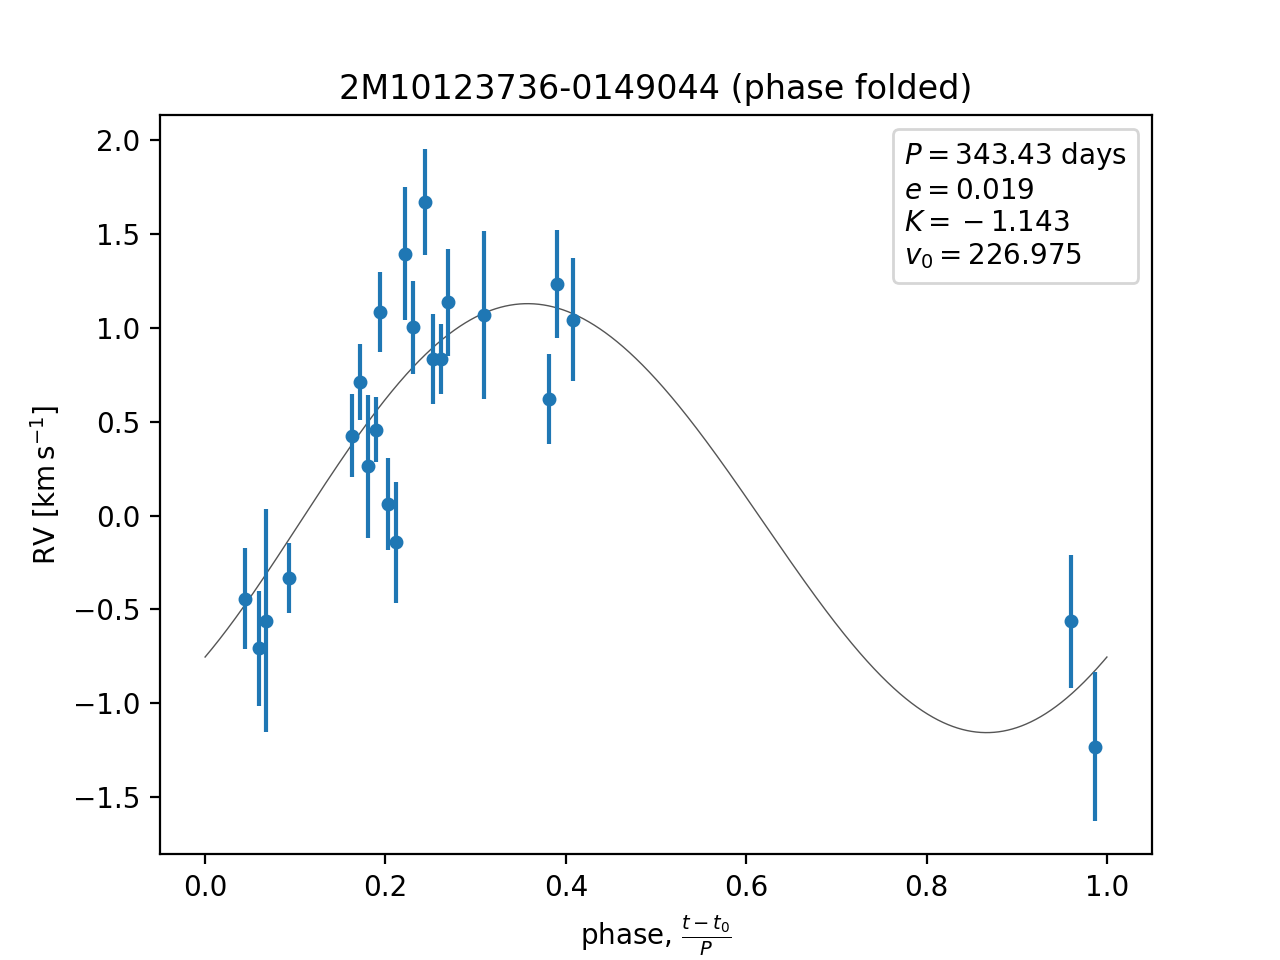 2M10123736-0149044 (phase folded)
P = 343.43 days
e = 0.019
K = −1.143
v₀ = 226.975
2.0
1.5
1.0
0.5
0.0
−0.5
−1.0
−1.5
RV [km s⁻¹]
0.0 0.2 0.4 0.6 0.8 1.0
phase, (t − t₀)/P